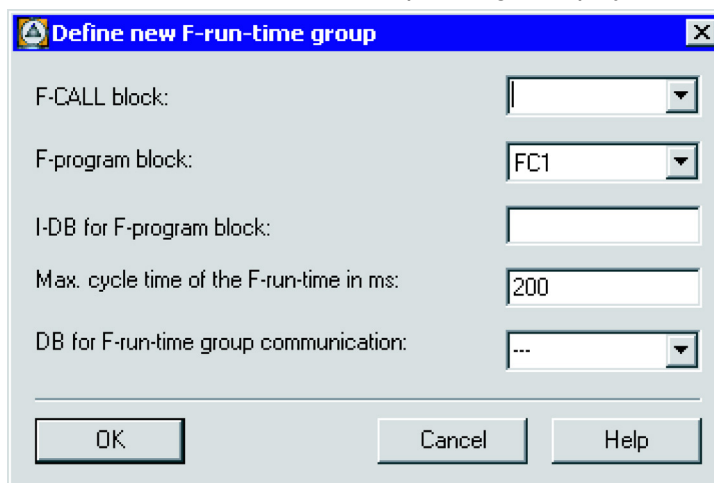 Define new F-run-time group
F-CALL block:
F-program block: FC1
I-DB for F-program block:
Max. cycle time of the F-run-time in ms: 200
DB for F-run-time group communication: ---
OK Cancel Help